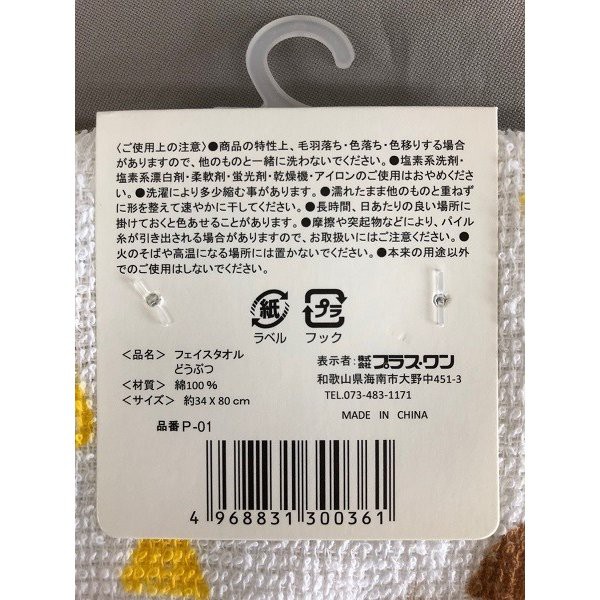 〈ご使用上の注意〉●商品の特性上、毛羽落ち・色落ち・色移りする場合
がありますので、他のものと一緒に洗わないでください。●塩素系洗剤・
塩素系漂白剤・柔軟剤・蛍光剤・乾燥機・アイロンのご使用はおやめくださ
い。●洗濯により多少縮む事があります。●濡れたまま他のものと重ねず
に形を整えて速やかに干してください。●長時間、日あたりの良い場所に
掛けておくと色あせることがあります。●摩擦や突起物などにより、パイル
糸が引き出される場合がありますので、お取扱いにはご注意ください。●
火のそばや高温になる場所には置かないでください。●本来の用途以外
でのご使用はしないでください。
紙 プラ
ラベル フック
<品名> フェイスタオル
どうぶつ
<材質> 綿100%
<サイズ> 約34X80cm
品番P-01
表示者:株式会社プラス・ワン
和歌山県海南市大野中451-3
TEL.073-483-1171
MADE IN CHINA
4 968831 300361